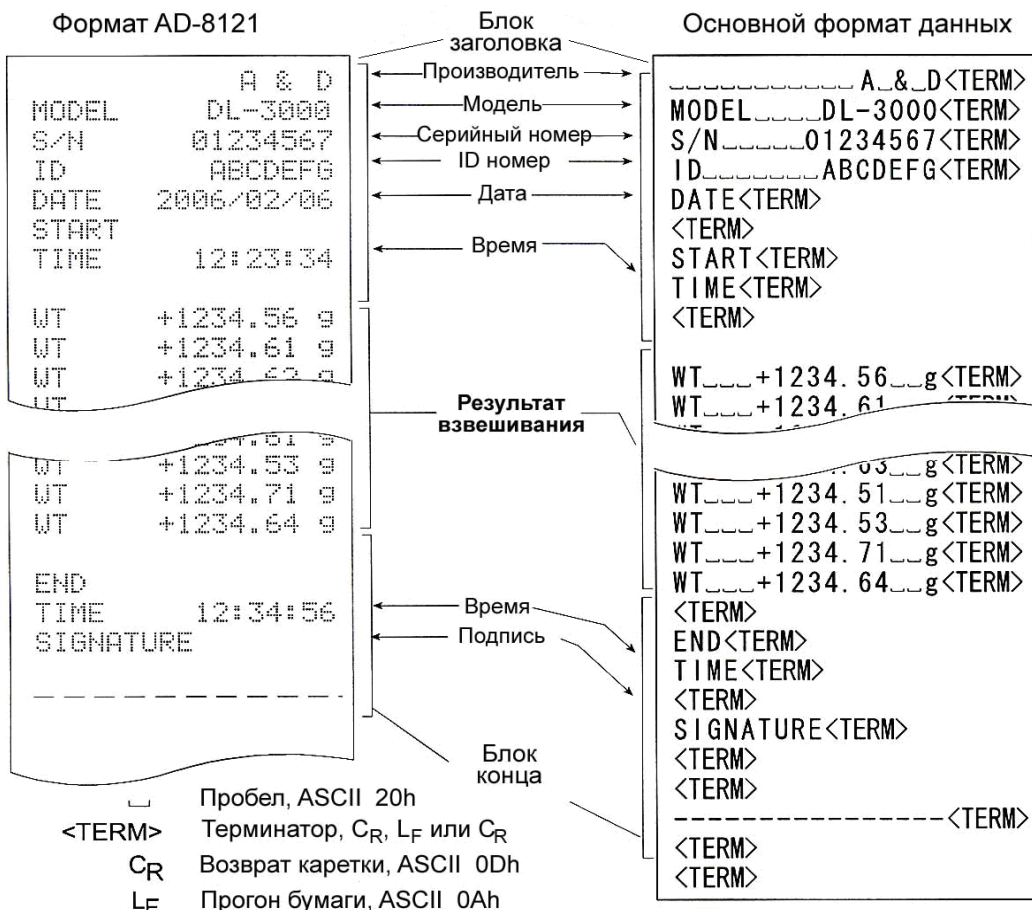 Формат AD-8121
A & D
MODEL DL-3000
S/N 01234567
ID ABCDEFG
DATE 2006/02/06
START
TIME 12:23:34
WT +1234.56 g
WT +1234.61 g
WT
WT
WT +1234.53 g
WT +1234.71 g
WT +1234.64 g
END
TIME 12:34:56
SIGNATURE
Блок
заголовка
Производитель
Модель
Серийный номер
ID номер
Дата
Время
Результат
взвешивания
Время
Подпись
Блок
конца
Основной формат данных
␣␣␣␣␣␣␣␣␣␣␣A␣&␣D<TERM>
MODEL␣␣␣␣DL-3000<TERM>
S/N␣␣␣␣␣01234567<TERM>
ID␣␣␣␣␣␣␣ABCDEFG<TERM>
DATE<TERM>
<TERM>
START<TERM>
TIME<TERM>
<TERM>
WT␣␣␣+1234.56␣␣g<TERM>
WT␣␣␣+1234.61
g<TERM>
WT␣␣␣+1234.51␣␣g<TERM>
WT␣␣␣+1234.53␣␣g<TERM>
WT␣␣␣+1234.71␣␣g<TERM>
WT␣␣␣+1234.64␣␣g<TERM>
<TERM>
END<TERM>
TIME<TERM>
<TERM>
SIGNATURE<TERM>
<TERM>
<TERM>
----------------<TERM>
<TERM>
<TERM>
␣ Пробел, ASCII 20h
<TERM> Терминатор, CR, LF или CR
CR Возврат каретки, ASCII 0Dh
LF Прогон бумаги, ASCII 0Ah